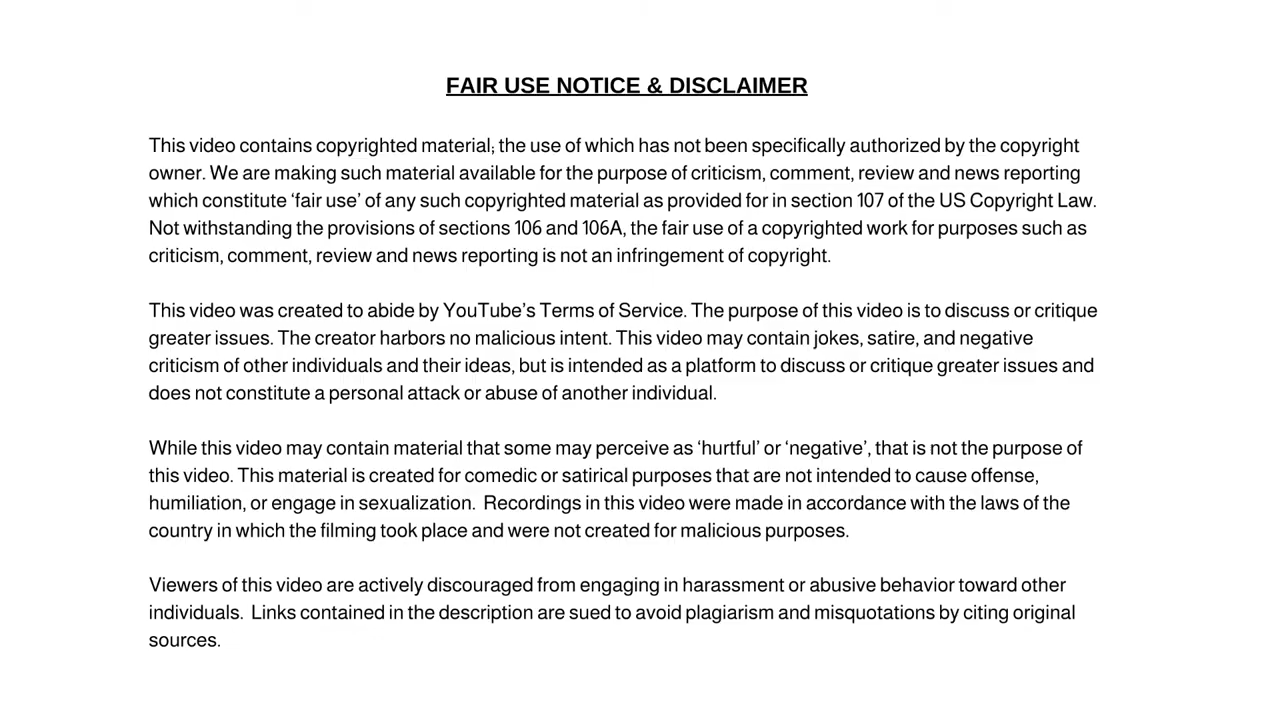 FAIR USE NOTICE & DISCLAIMER
This video contains copyrighted material; the use of which has not been specifically authorized by the copyright
owner. We are making such material available for the purpose of criticism, comment, review and news reporting
which constitute ‘fair use’ of any such copyrighted material as provided for in section 107 of the US Copyright Law.
Not withstanding the provisions of sections 106 and 106A, the fair use of a copyrighted work for purposes such as
criticism, comment, review and news reporting is not an infringement of copyright.
This video was created to abide by YouTube’s Terms of Service. The purpose of this video is to discuss or critique
greater issues. The creator harbors no malicious intent. This video may contain jokes, satire, and negative
criticism of other individuals and their ideas, but is intended as a platform to discuss or critique greater issues and
does not constitute a personal attack or abuse of another individual.
While this video may contain material that some may perceive as ‘hurtful’ or ‘negative’, that is not the purpose of
this video. This material is created for comedic or satirical purposes that are not intended to cause offense,
humiliation, or engage in sexualization.  Recordings in this video were made in accordance with the laws of the
country in which the filming took place and were not created for malicious purposes.
Viewers of this video are actively discouraged from engaging in harassment or abusive behavior toward other
individuals.  Links contained in the description are sued to avoid plagiarism and misquotations by citing original
sources.